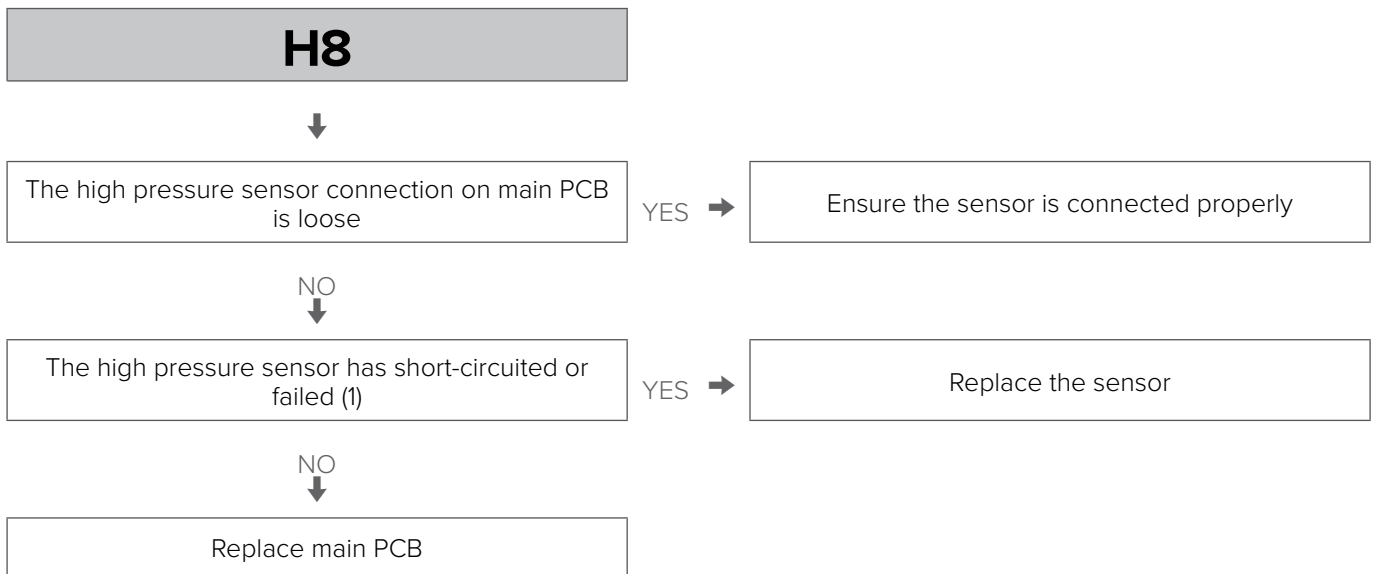 H8
The high pressure sensor connection on main PCB
is loose
YES
Ensure the sensor is connected properly
NO
The high pressure sensor has short-circuited or
failed (1)
YES
Replace the sensor
NO
Replace main PCB